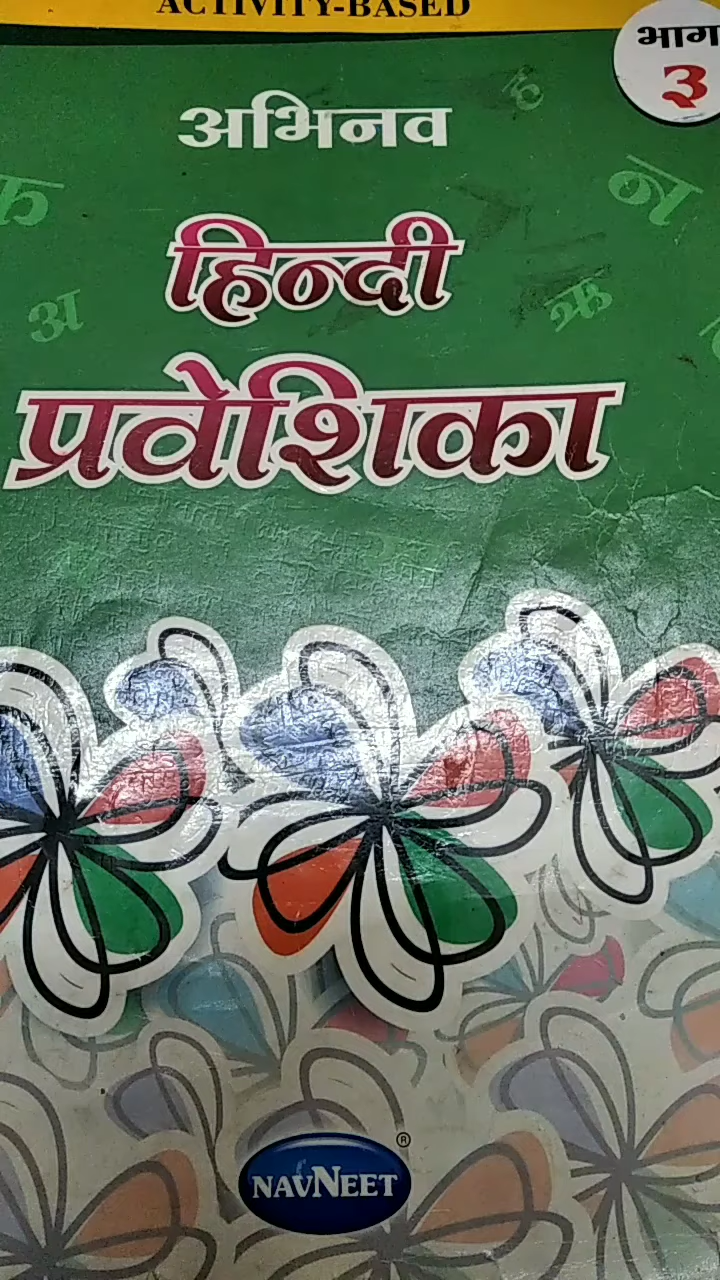 ACTIVITY-BASED
भाग
३
अभिनव
हिन्दी
प्रवेशिका
NAVNEET
®